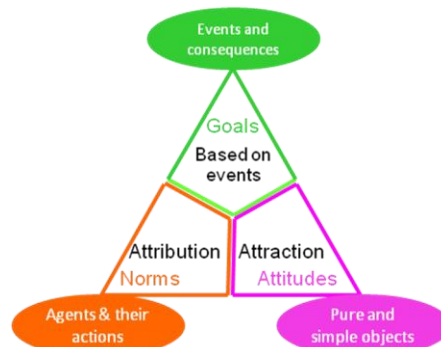 Events and
consequences
Goals
Based on
events
Attribution
Norms
Attraction
Attitudes
Agents & their
actions
Pure and
simple objects